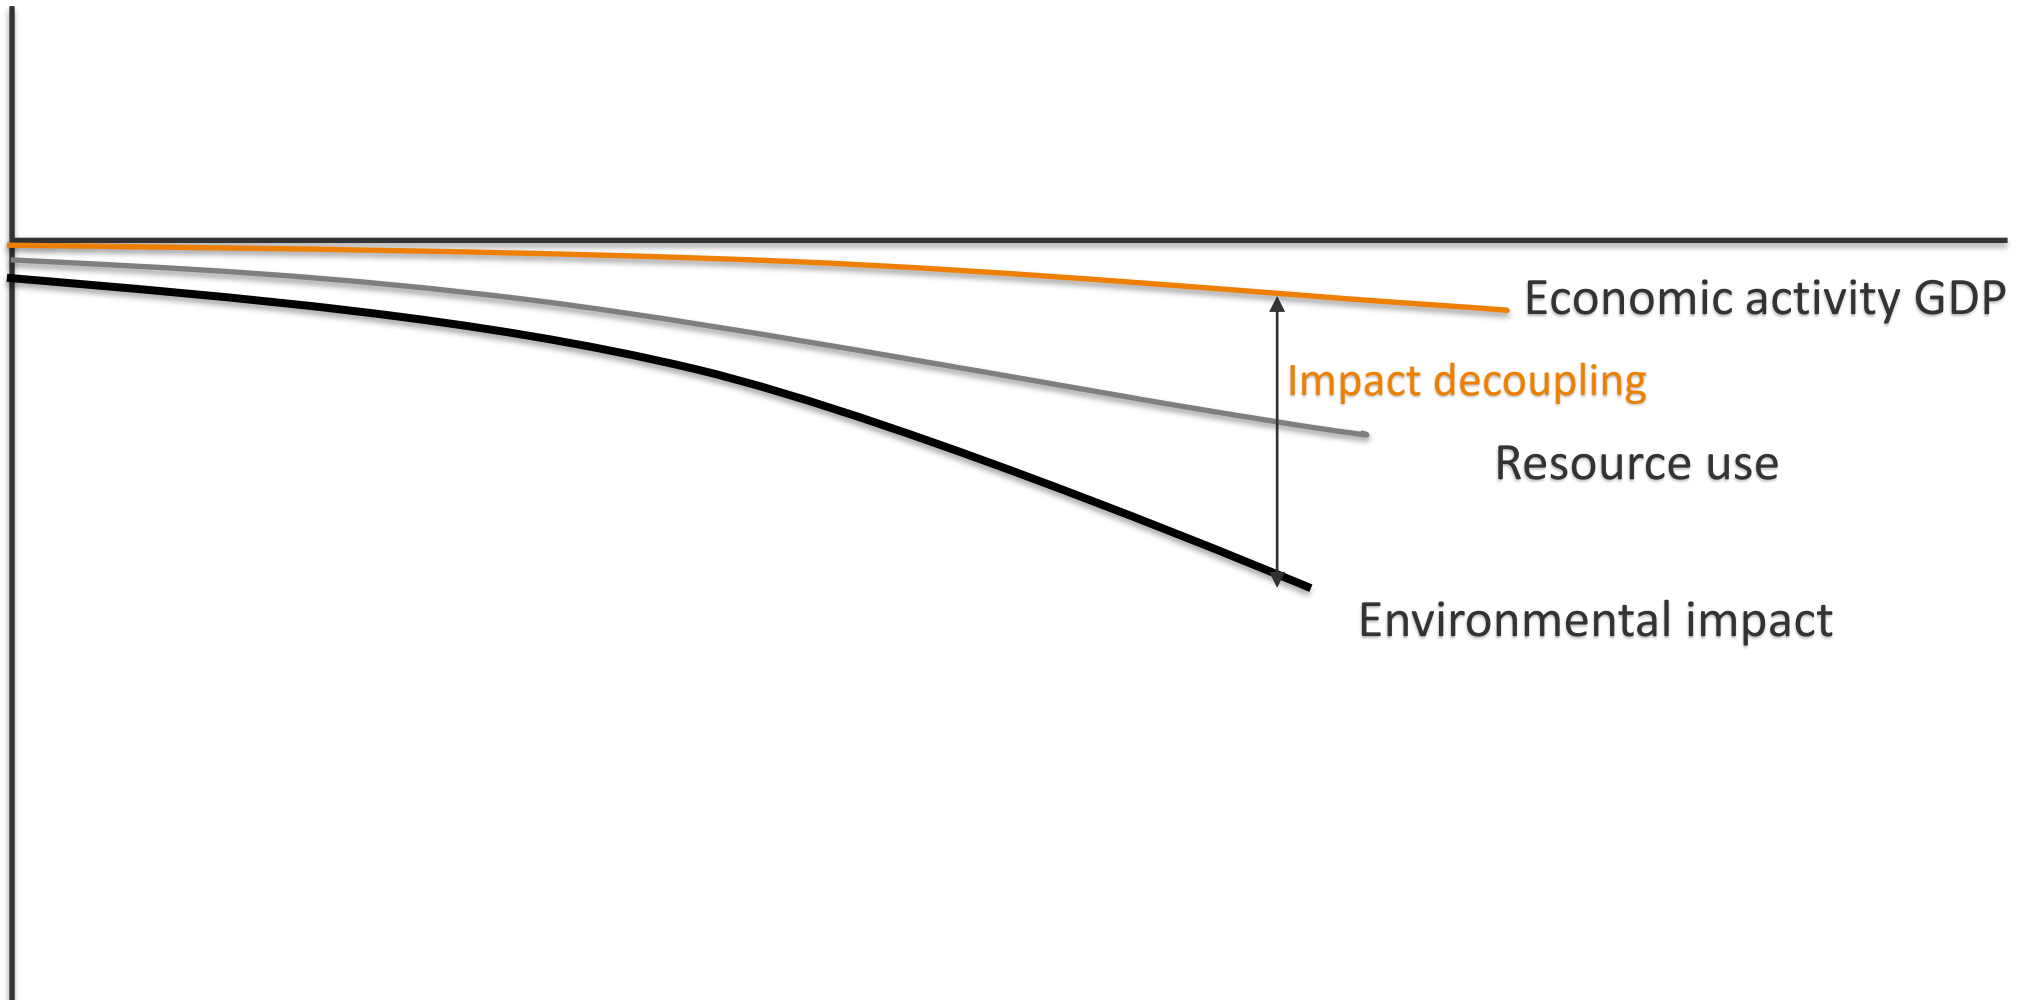 Economic activity GDP
Impact decoupling
Resource use
Environmental impact